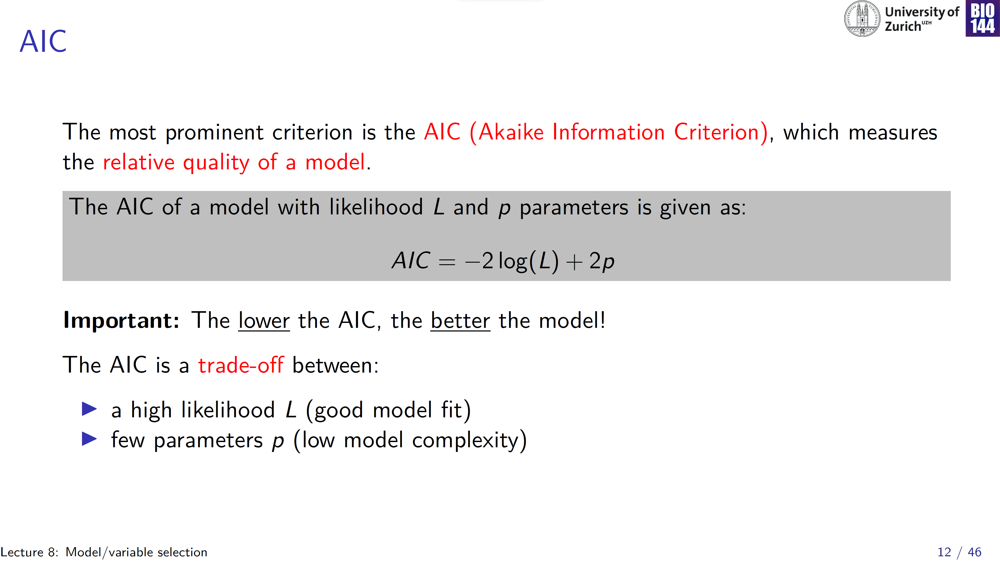 University of
Zurich UZH
BIO
144
AIC
The most prominent criterion is the AIC (Akaike Information Criterion), which measures
the relative quality of a model.
The AIC of a model with likelihood L and p parameters is given as:
AIC = −2 log(L) + 2p
Important: The lower the AIC, the better the model!
The AIC is a trade-off between:
▶ a high likelihood L (good model fit)
▶ few parameters p (low model complexity)
Lecture 8: Model/variable selection
12 / 46